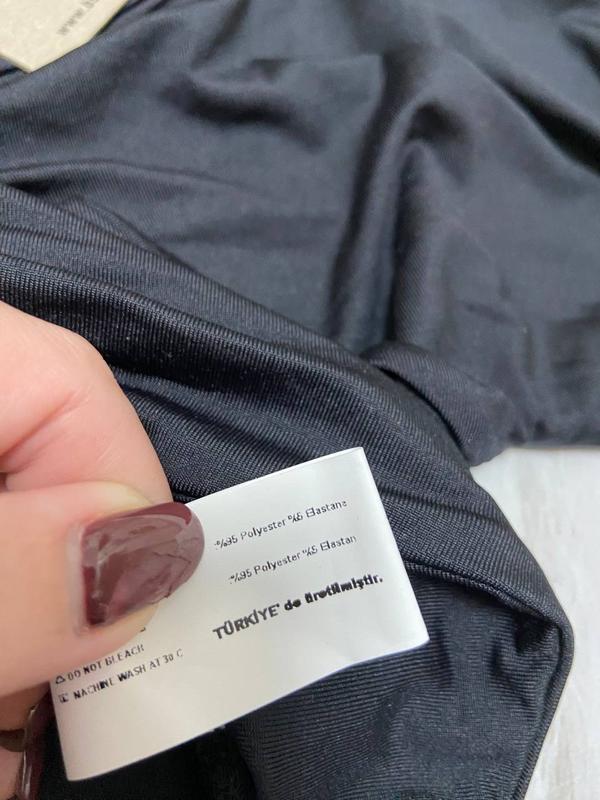 %95 Polyester %5 Elastane
%95 Polyester %5 Elastan
TÜRKİYE' de üretilmiştir.
DO NOT BLEACH
MACHINE WASH AT 30 C